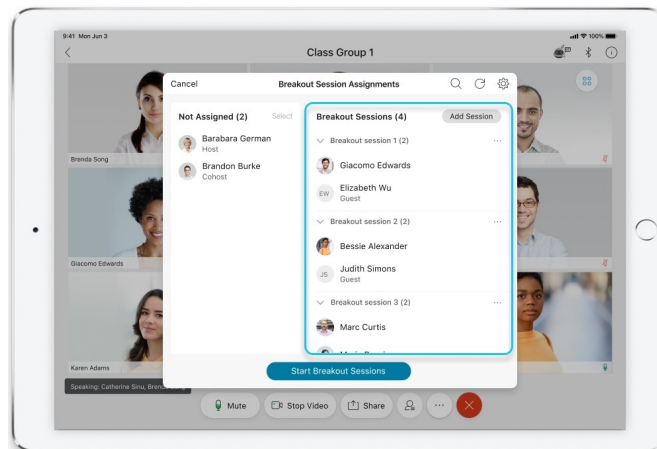 9:41 Mon Jun 3
100%
Class Group 1
Cancel
Breakout Session Assignments
Not Assigned (2)
Select
Barabara German
Host
Brandon Burke
Cohost
Breakout Sessions (4)
Add Session
Breakout session 1 (2)
Giacomo Edwards
EW
Elizabeth Wu
Guest
Breakout session 2 (2)
Bessie Alexander
JS
Judith Simons
Guest
Breakout session 3 (2)
Marc Curtis
Start Breakout Sessions
Brenda Song
Giacomo Edwards
Karen Adams
Speaking: Catherine Sinu, Brenda
Mute
Stop Video
Share